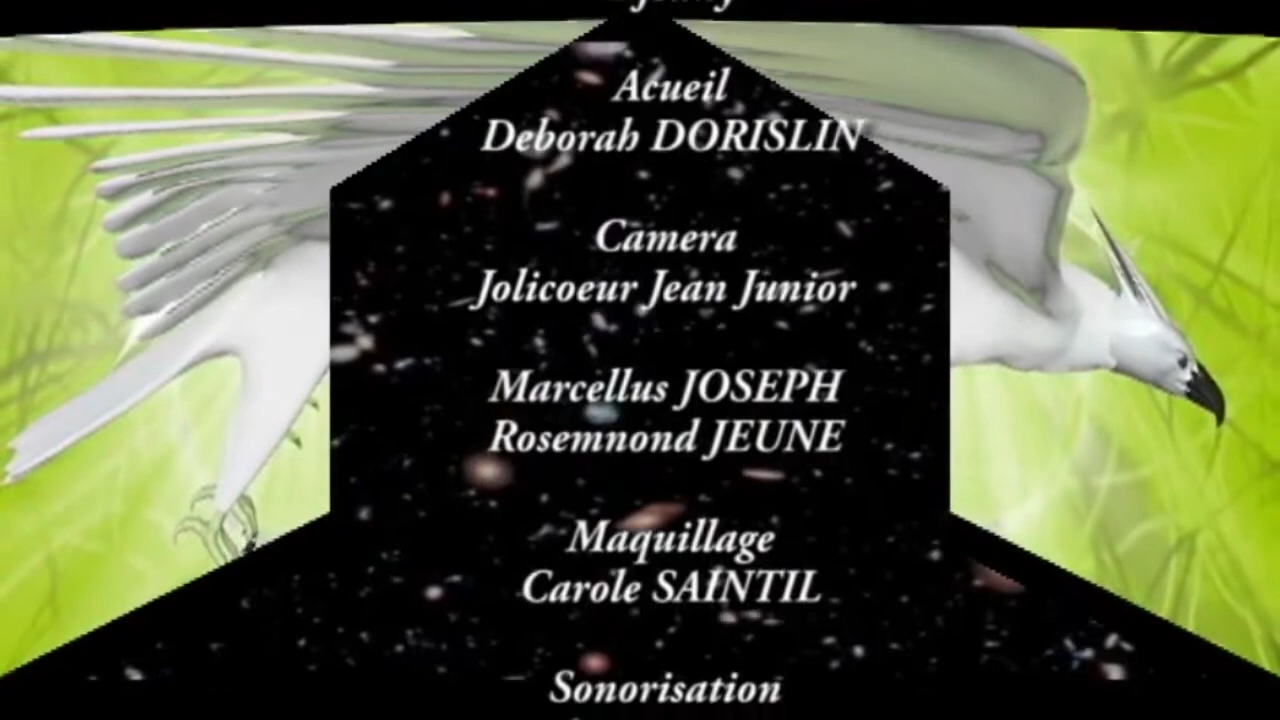 Acueil
Deborah DORISLIN
Camera
Jolicoeur Jean Junior
Marcellus JOSEPH
Rosemnond JEUNE
Maquillage
Carole SAINTIL
Sonorisation